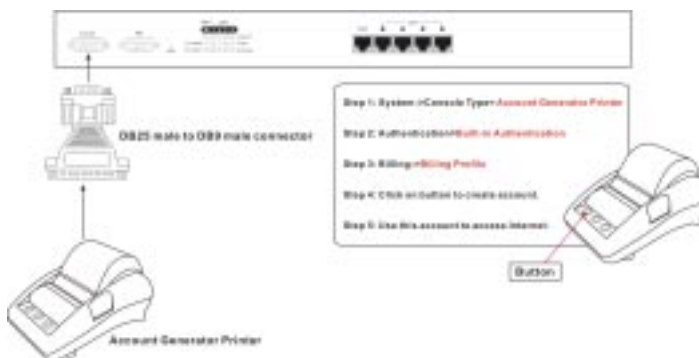 Step 1: System->Console Type->Account Generator Printer
Step 2: Authentication->Built-in Authentication
Step 3: Billing->Billing Profile
Step 4: Click on button to create account.
Step 5: Use this account to access internet.
DB25 male to DB9 male connector
Button
Account Generator Printer